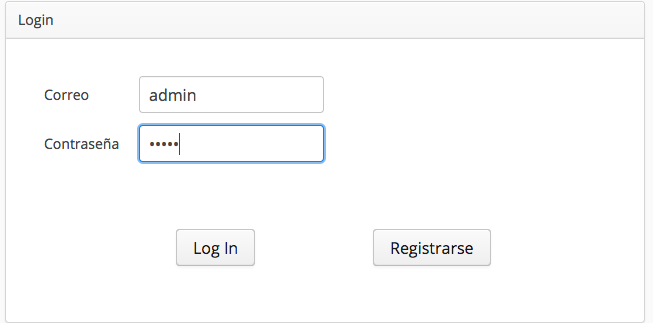 Login
Correo
admin
Contraseña
•••••
Log In
Registrarse